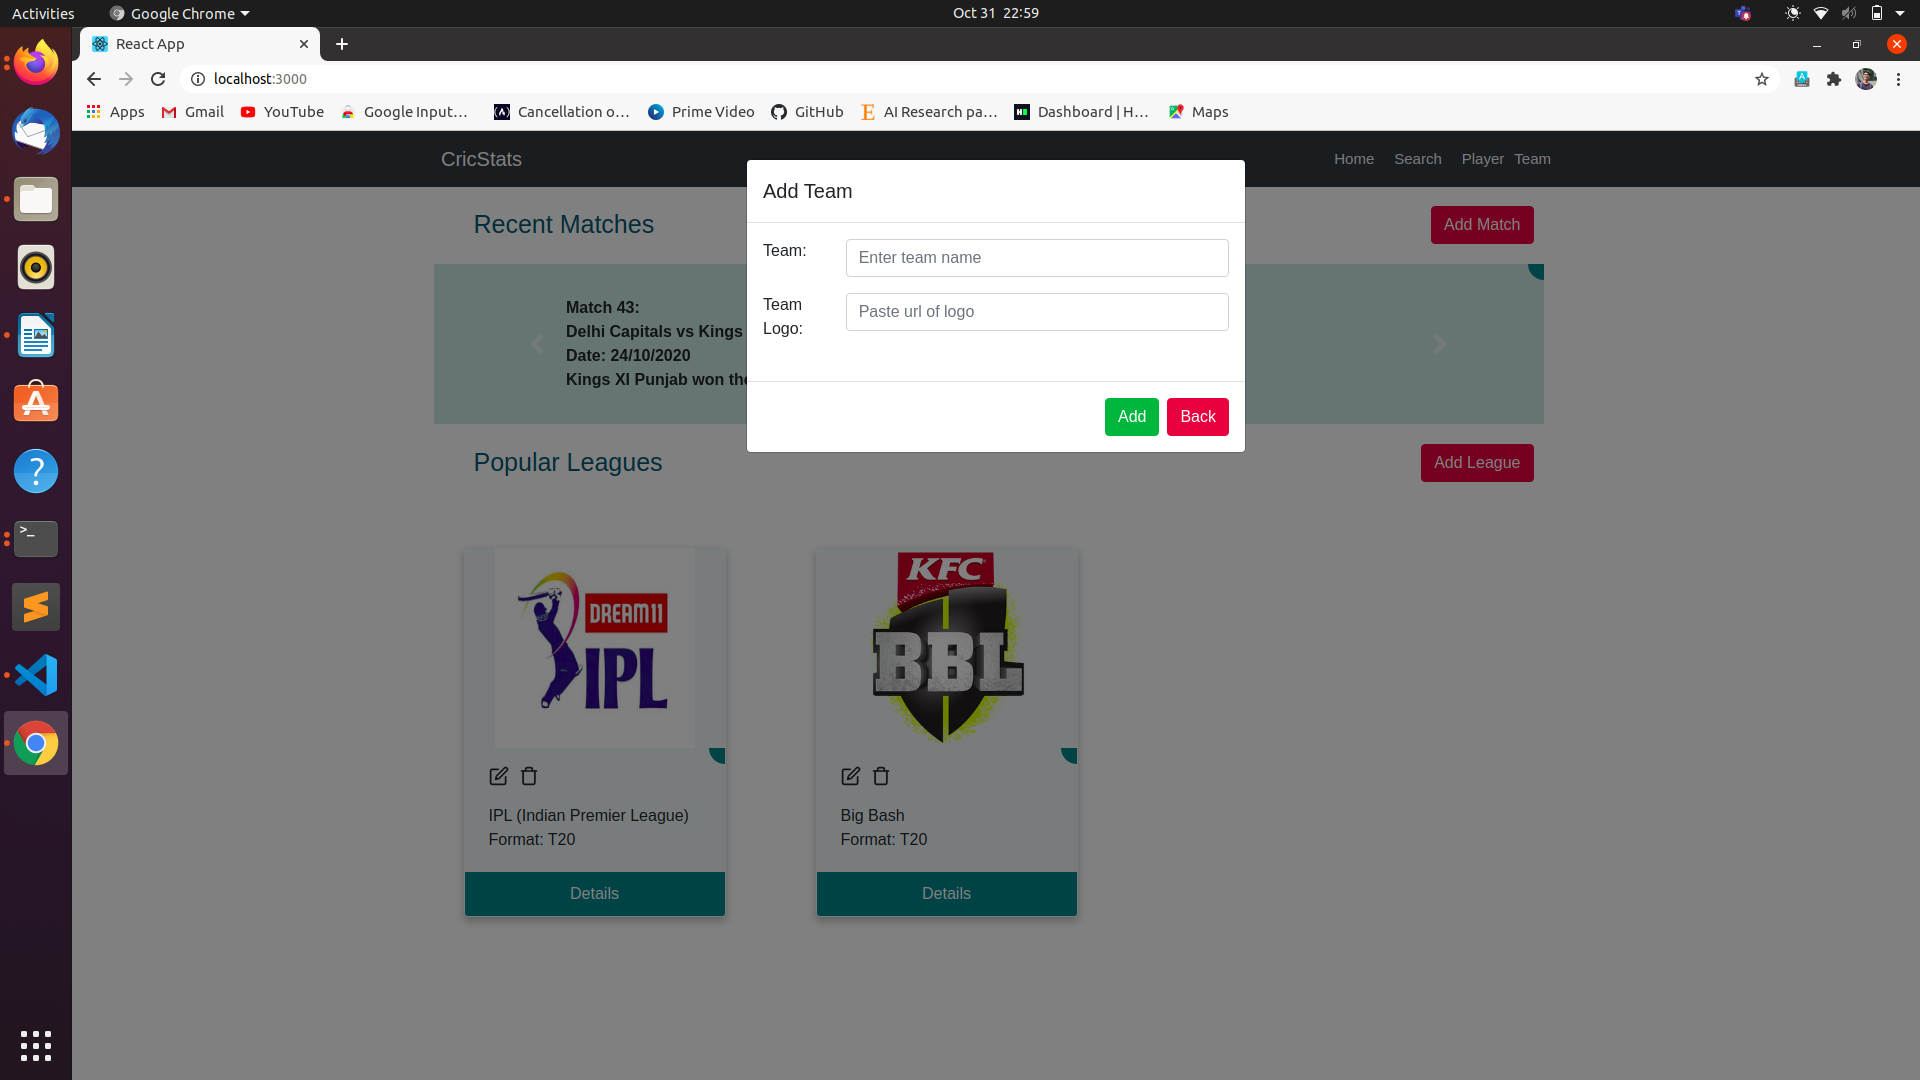 Activities
Google Chrome
Oct 31 22:59
React App
localhost:3000
Apps
Gmail
YouTube
Google Input…
Cancellation o…
Prime Video
GitHub
AI Research pa…
Dashboard | H…
Maps
CricStats
Home
Search
Player
Team
Recent Matches
Add Match
Match 43:
Delhi Capitals vs Kings
Date: 24/10/2020
Kings XI Punjab won the
Add Team
Team:
Enter team name
Team
Logo:
Paste url of logo
Add
Back
Popular Leagues
Add League
DREAM11
IPL
IPL (Indian Premier League)
Format: T20
Details
KFC
BBL
Big Bash
Format: T20
Details